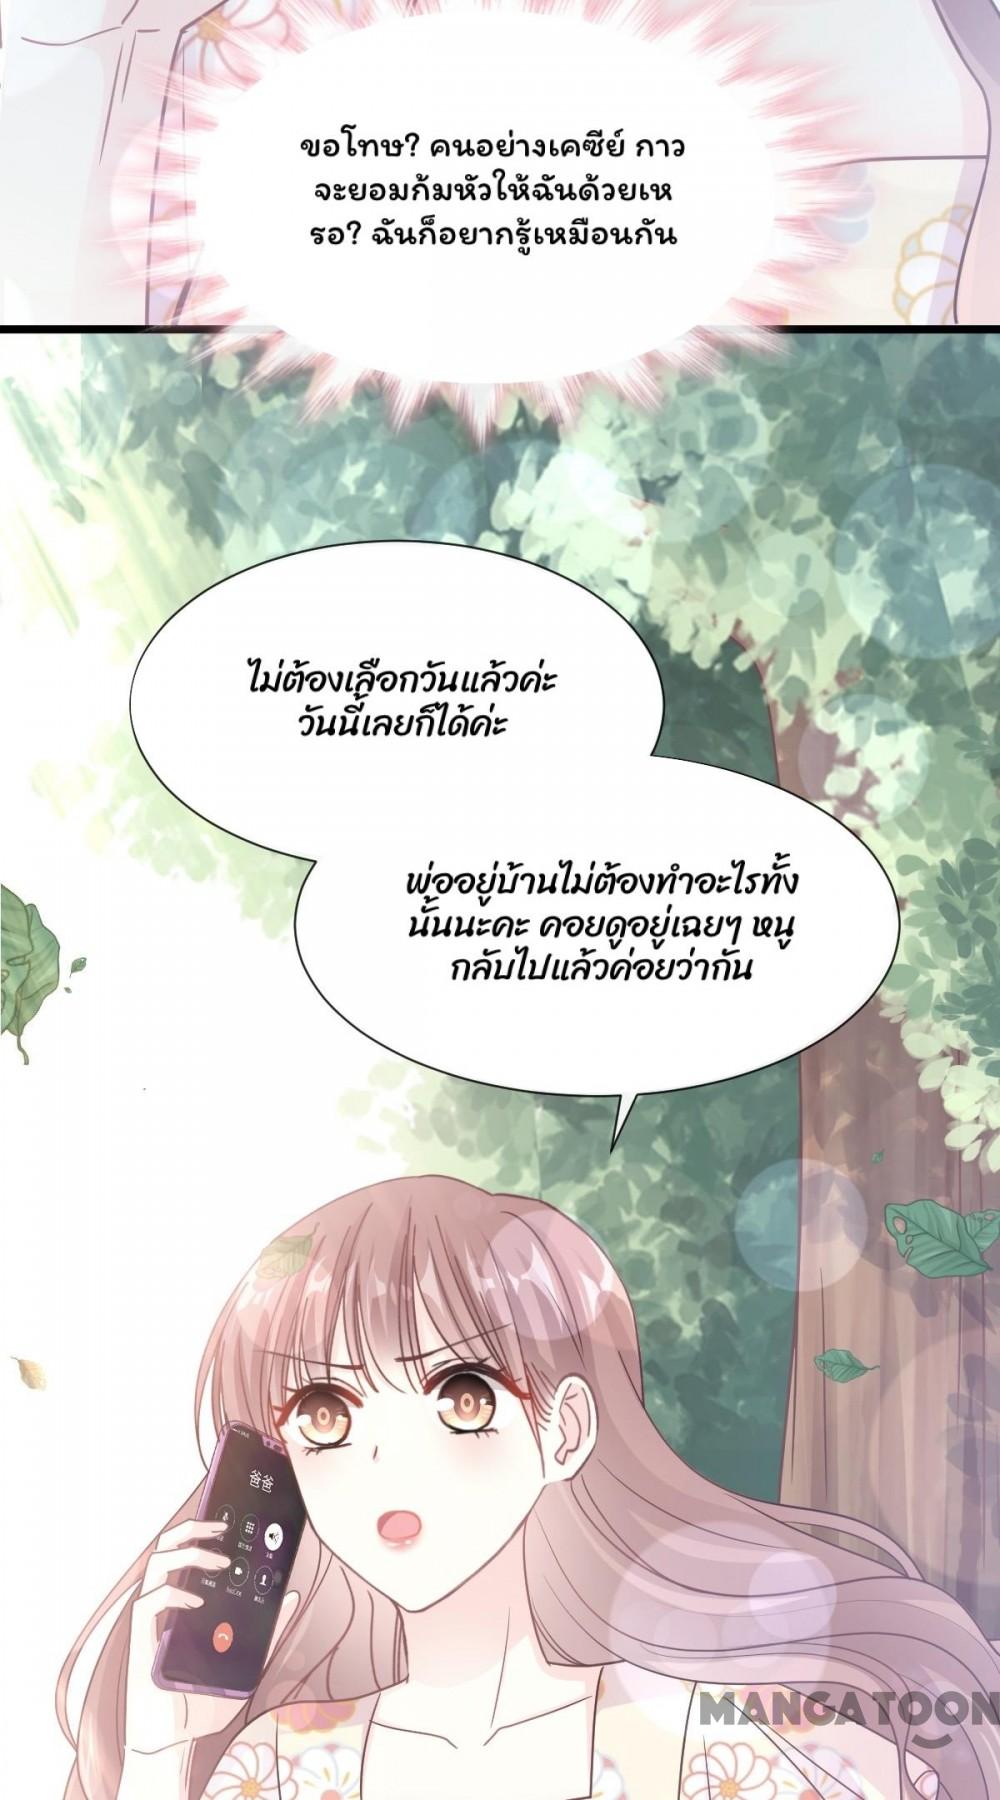 ขอโทษ? คนอย่างเคซีย์ กาว
จะยอมก้มหัวให้ฉันด้วยเห
รอ? ฉันก็อยากรู้เหมือนกัน
ไม่ต้องเลือกวันแล้วค่ะ
วันนี้เลยก็ได้ค่ะ
พ่ออยู่บ้านไม่ต้องทำอะไรทั้ง
นั้นนะคะ คอยดูอยู่เฉยๆ หนู
กลับไปแล้วค่อยว่ากัน
爸爸
MANGATOON